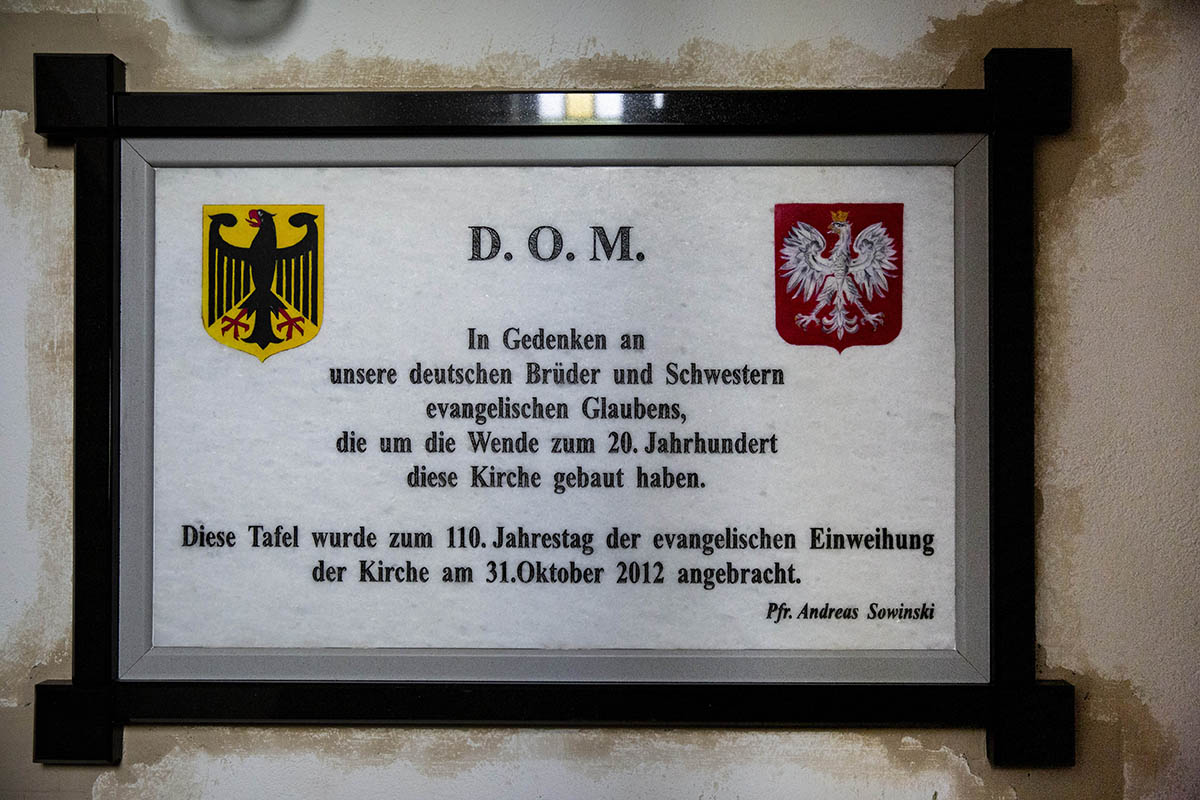 D. O. M.
In Gedenken an
unsere deutschen Brüder und Schwestern
evangelischen Glaubens,
die um die Wende zum 20. Jahrhundert
diese Kirche gebaut haben.
Diese Tafel wurde zum 110. Jahrestag der evangelischen Einweihung
der Kirche am 31.Oktober 2012 angebracht.
Pfr. Andreas Sowinski